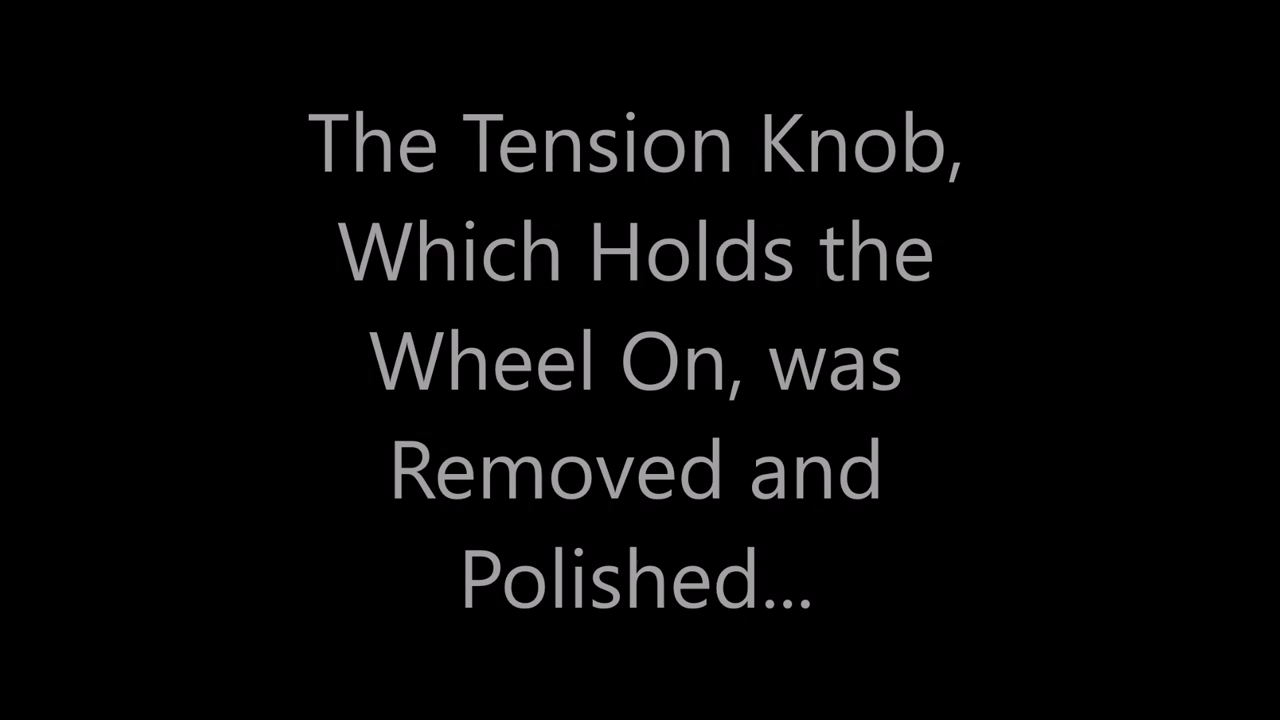 The Tension Knob,
Which Holds the
Wheel On, was
Removed and
Polished...